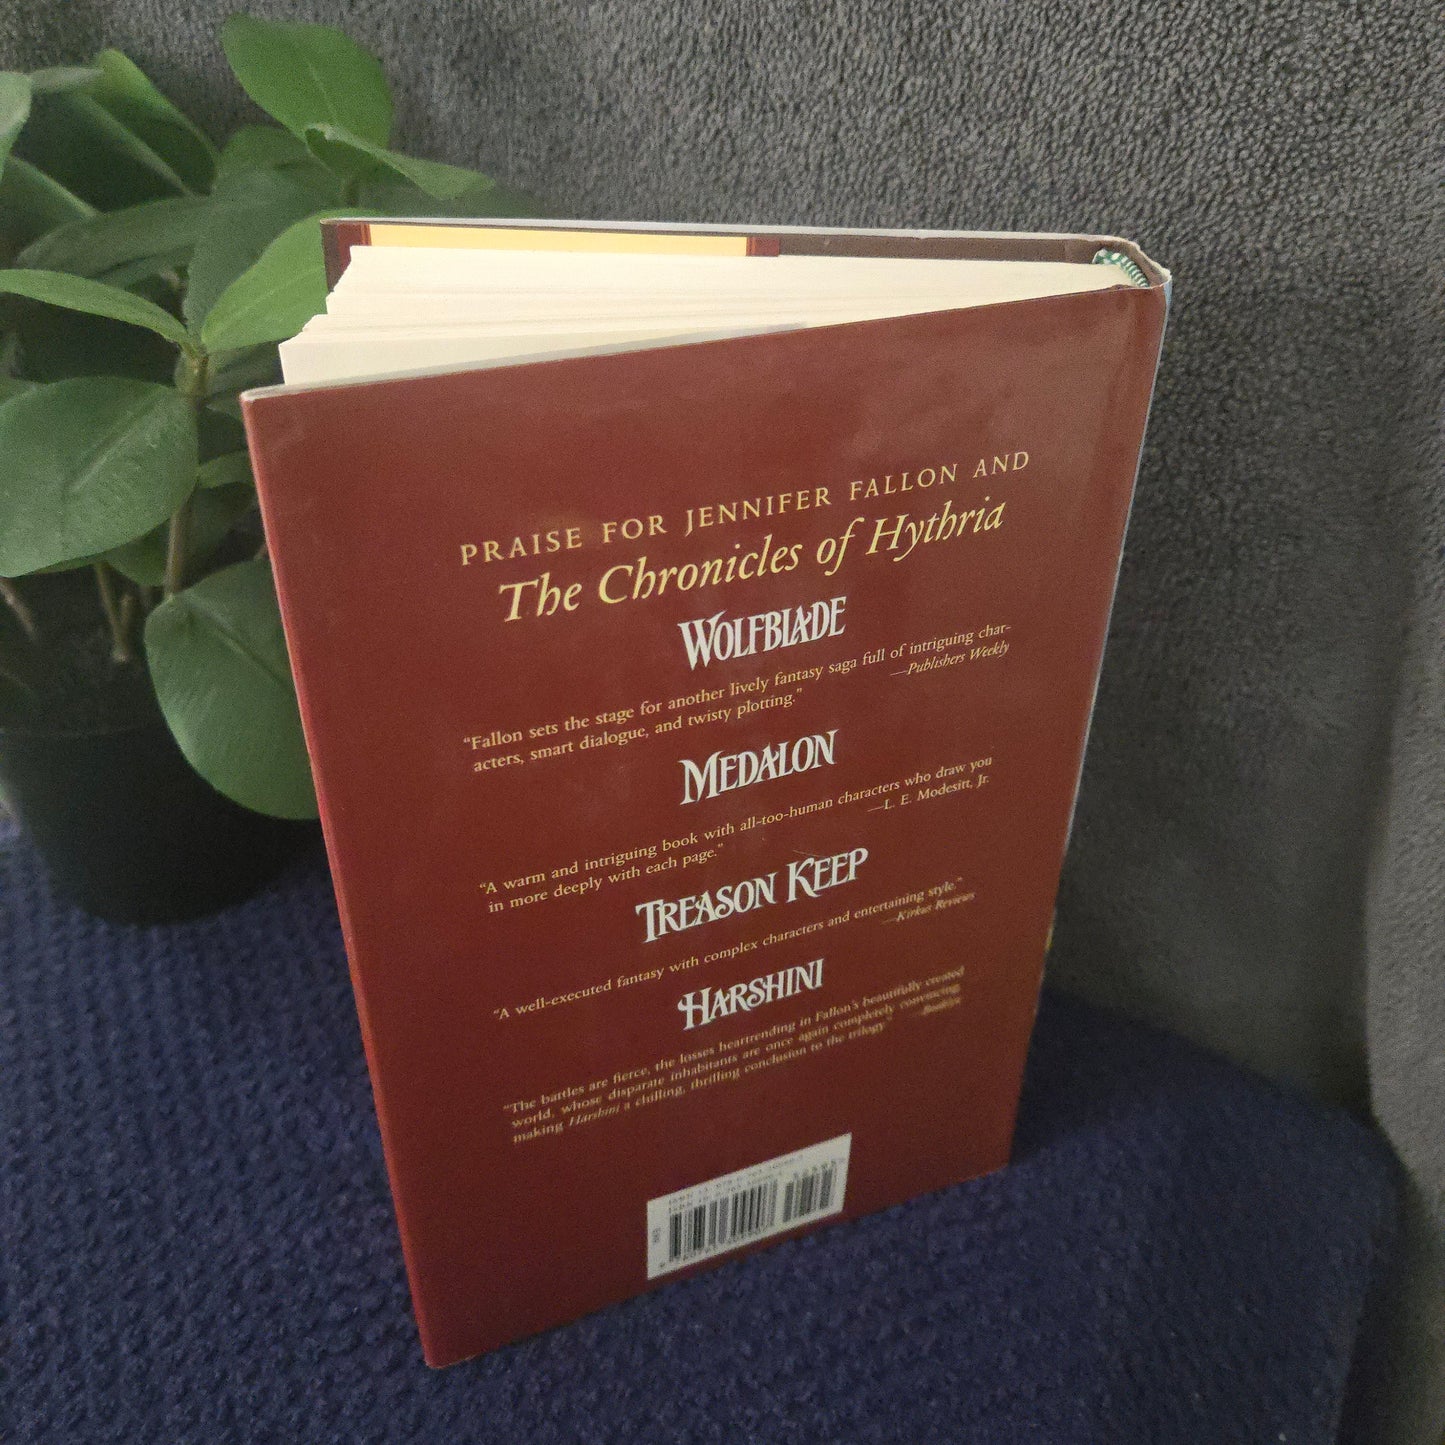 PRAISE FOR JENNIFER FALLON AND
The Chronicles of Hythria
WOLFBLADE
“Fallon sets the stage for another lively fantasy saga full of intriguing char-
acters, smart dialogue, and twisty plotting.” —Publishers Weekly
MEDALON
“A warm and intriguing book with all-too-human characters who draw you
in more deeply with each page.” —L. E. Modesitt, Jr.
TREASON KEEP
“A well-executed fantasy with complex characters and entertaining style.”
—Kirkus Reviews
HARSHINI
“The battles are fierce, the losses heartrending in Fallon’s beautifully created
world, whose disparate inhabitants are once again completely convincing,
making Harshini a chilling, thrilling conclusion to the trilogy” —Booklist